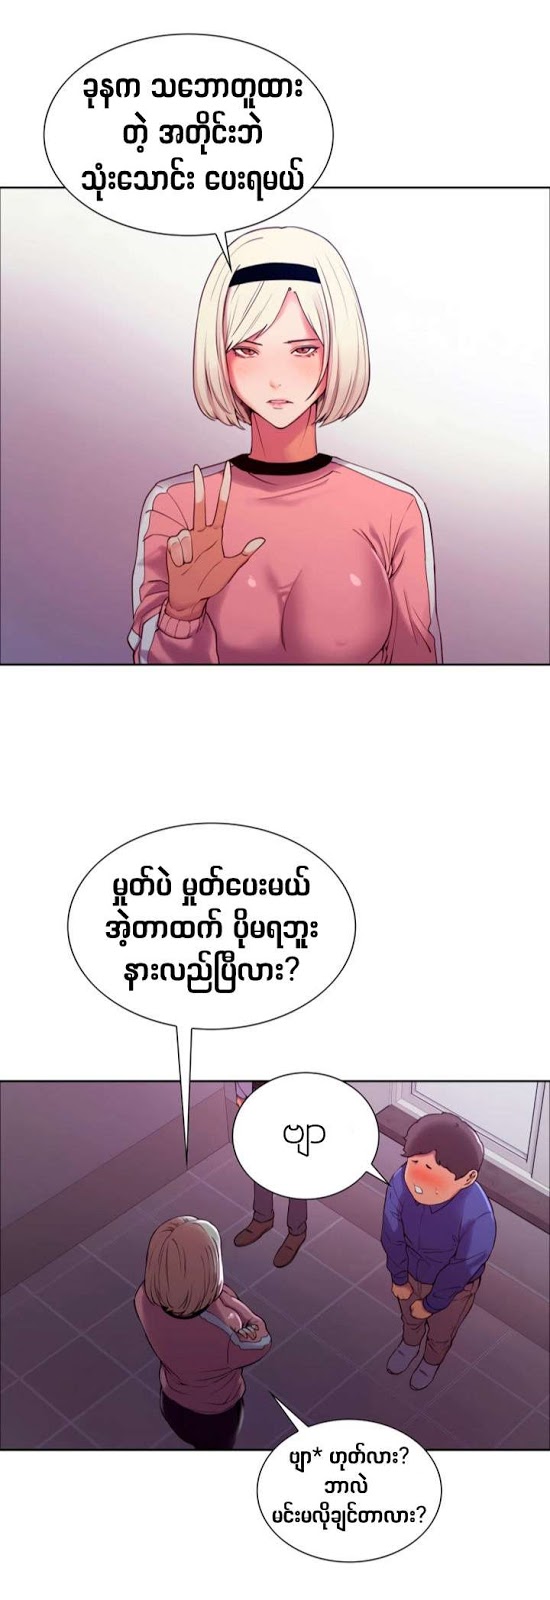 ခုနက သဘောတူထား
တဲ့ အတိုင်းဘဲ
သုံးသောင်း ပေးရမယ်
မှုတ်ပဲ မှုတ်ပေးမယ်
အဲ့တာထက် ပိုမရဘူး
နားလည်ပြီလား?
ဗျာ
ဗျာ* ဟုတ်လား?
ဘာလဲ
မင်းမလိုချင်တာလား?